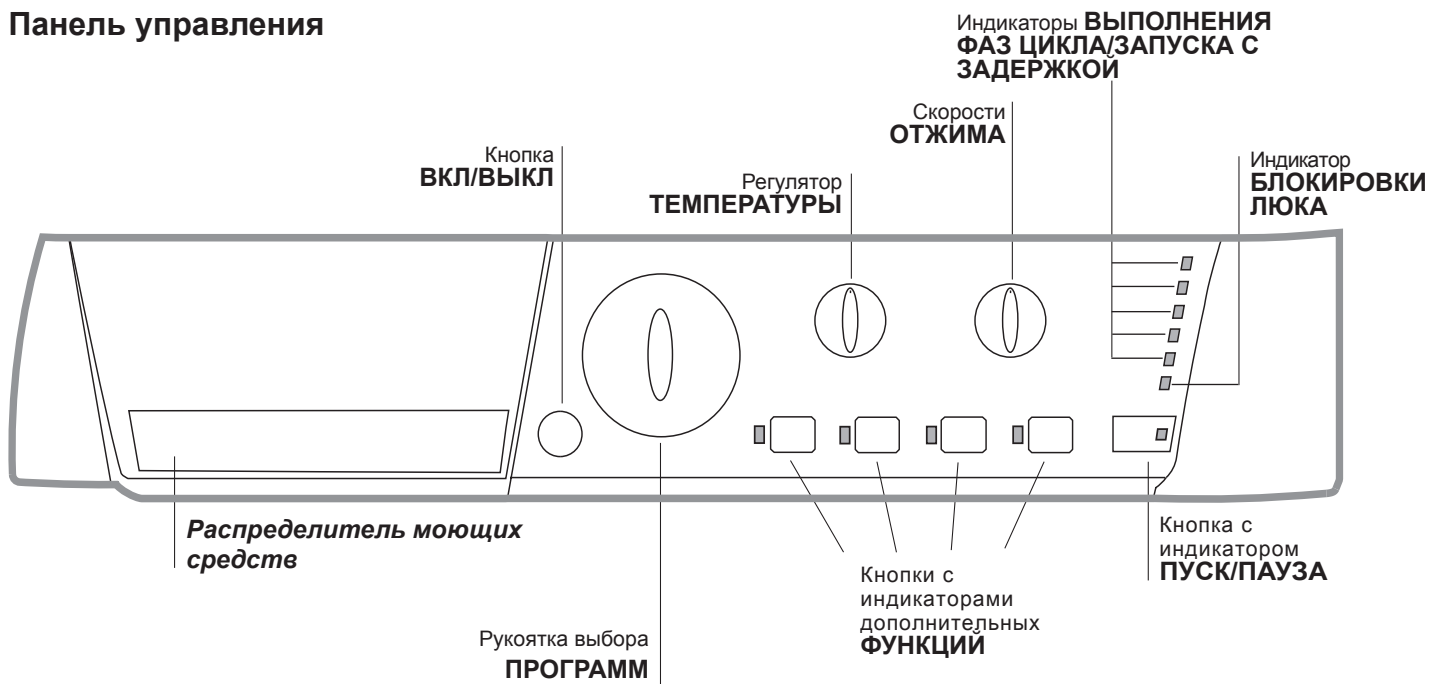 Панель управления
Индикаторы ВЫПОЛНЕНИЯ
ФАЗ ЦИКЛА/ЗАПУСКА С
ЗАДЕРЖКОЙ
Скорости
ОТЖИМА
Кнопка
ВКЛ/ВЫКЛ
Регулятор
ТЕМПЕРАТУРЫ
Индикатор
БЛОКИРОВКИ
ЛЮКА
Распределитель моющих
средств
Рукоятка выбора
ПРОГРАММ
Кнопки с
индикаторами
дополнительных
ФУНКЦИЙ
Кнопка с
индикатором
ПУСК/ПАУЗА